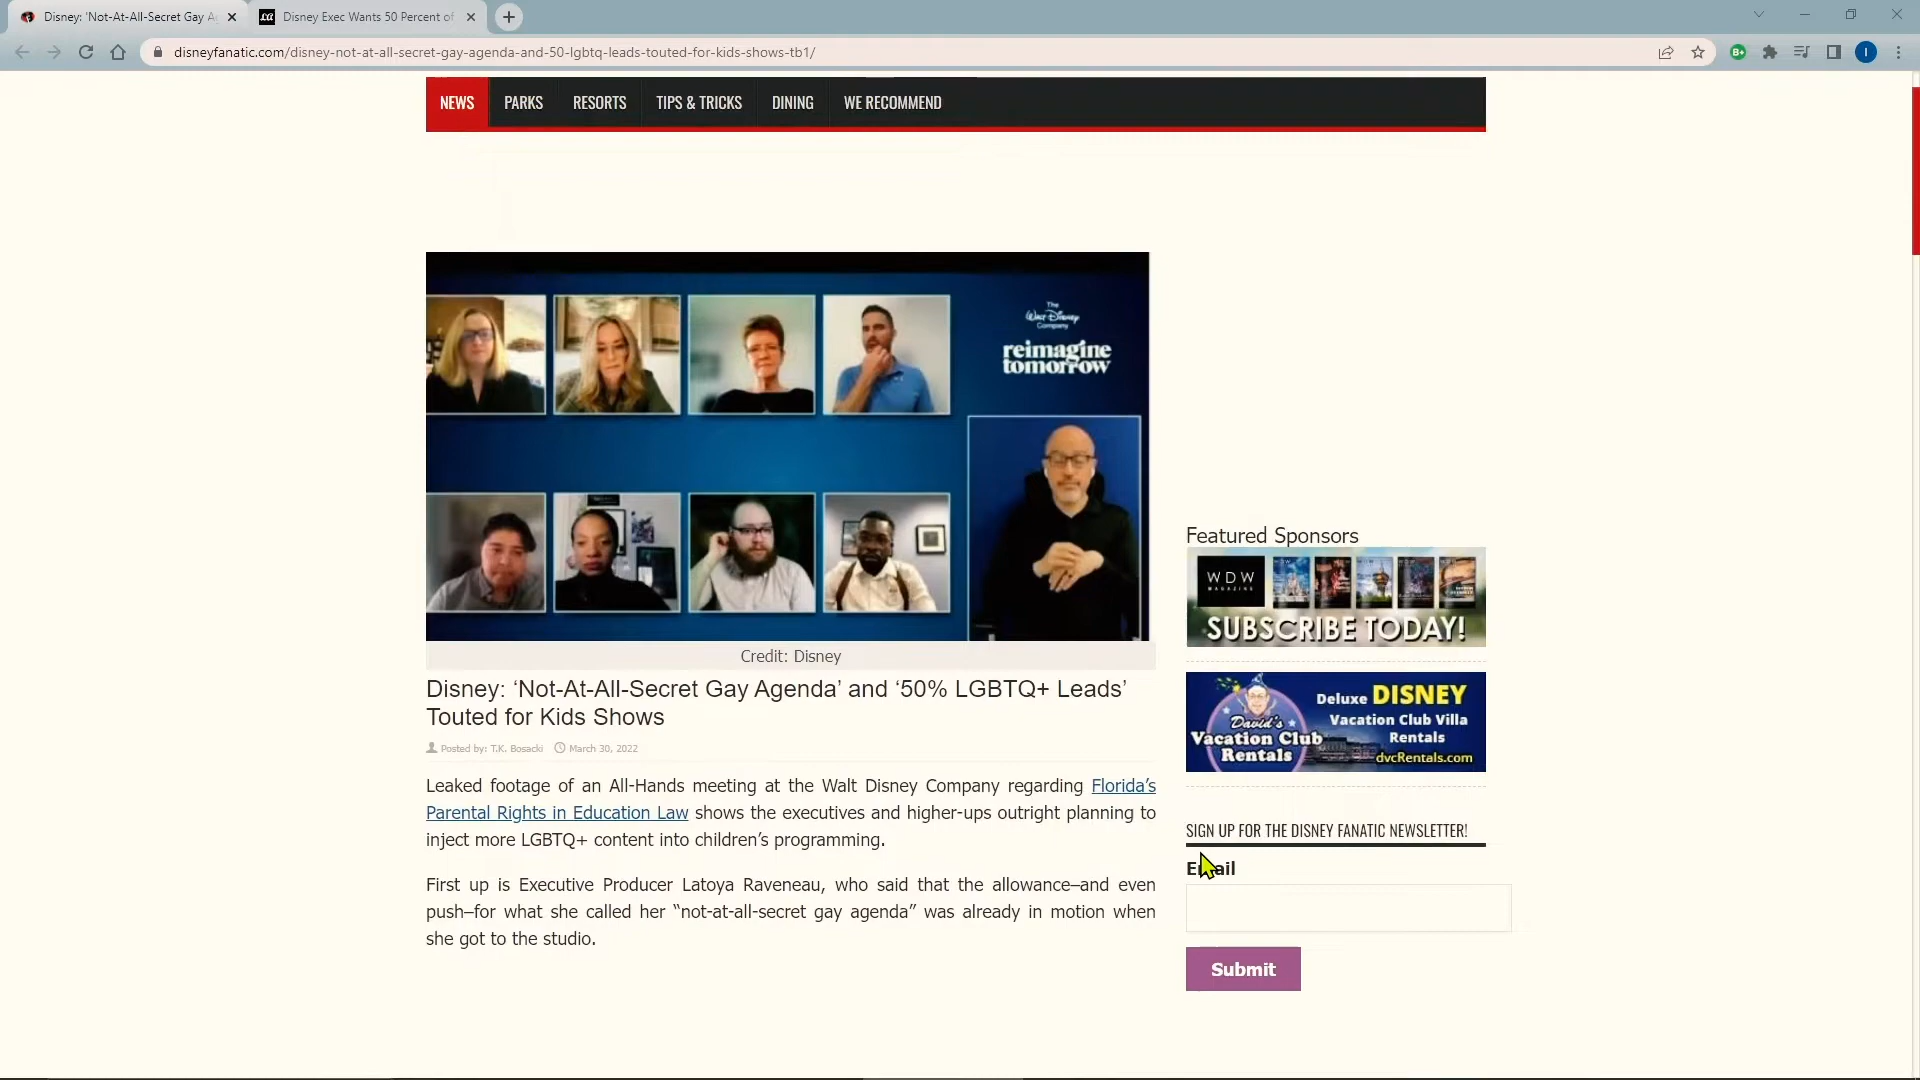 Disney: 'Not-At-All-Secret Gay A
Disney Exec Wants 50 Percent of
disneyfanatic.com/disney-not-at-all-secret-gay-agenda-and-50-lgbtq-leads-touted-for-kids-shows-tb1/
NEWS PARKS RESORTS TIPS & TRICKS DINING WE RECOMMEND
The
Walt Disney
Company
reimagine
tomorrow
Credit: Disney
Disney: ‘Not-At-All-Secret Gay Agenda’ and ‘50% LGBTQ+ Leads’
Touted for Kids Shows
Posted by: T.K. Bosacki March 30, 2022
Leaked footage of an All-Hands meeting at the Walt Disney Company regarding Florida’s
Parental Rights in Education Law shows the executives and higher-ups outright planning to
inject more LGBTQ+ content into children’s programming.
First up is Executive Producer Latoya Raveneau, who said that the allowance–and even
push–for what she called her “not-at-all-secret gay agenda” was already in motion when
she got to the studio.
Featured Sponsors
WDW
MAGAZINE
SUBSCRIBE TODAY!
David's
Vacation Club
Rentals
Deluxe DISNEY
Vacation Club Villa
Rentals
dvcRentals.com
SIGN UP FOR THE DISNEY FANATIC NEWSLETTER!
Email
Submit